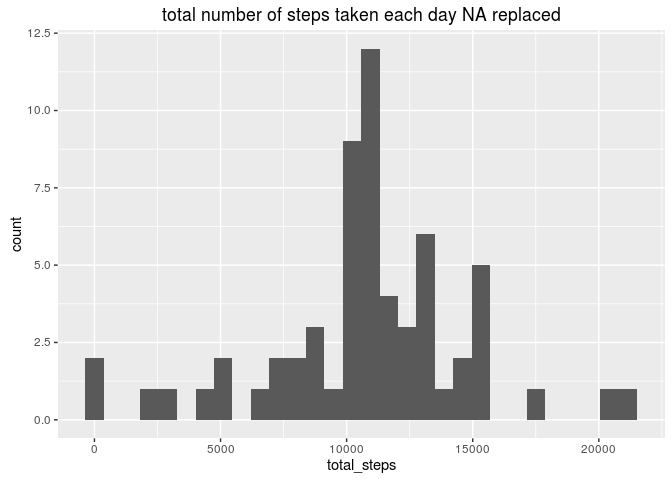 total number of steps taken each day NA replaced
12.5
10.0
7.5
5.0
2.5
0.0
count
0 5000 10000 15000 20000
total_steps